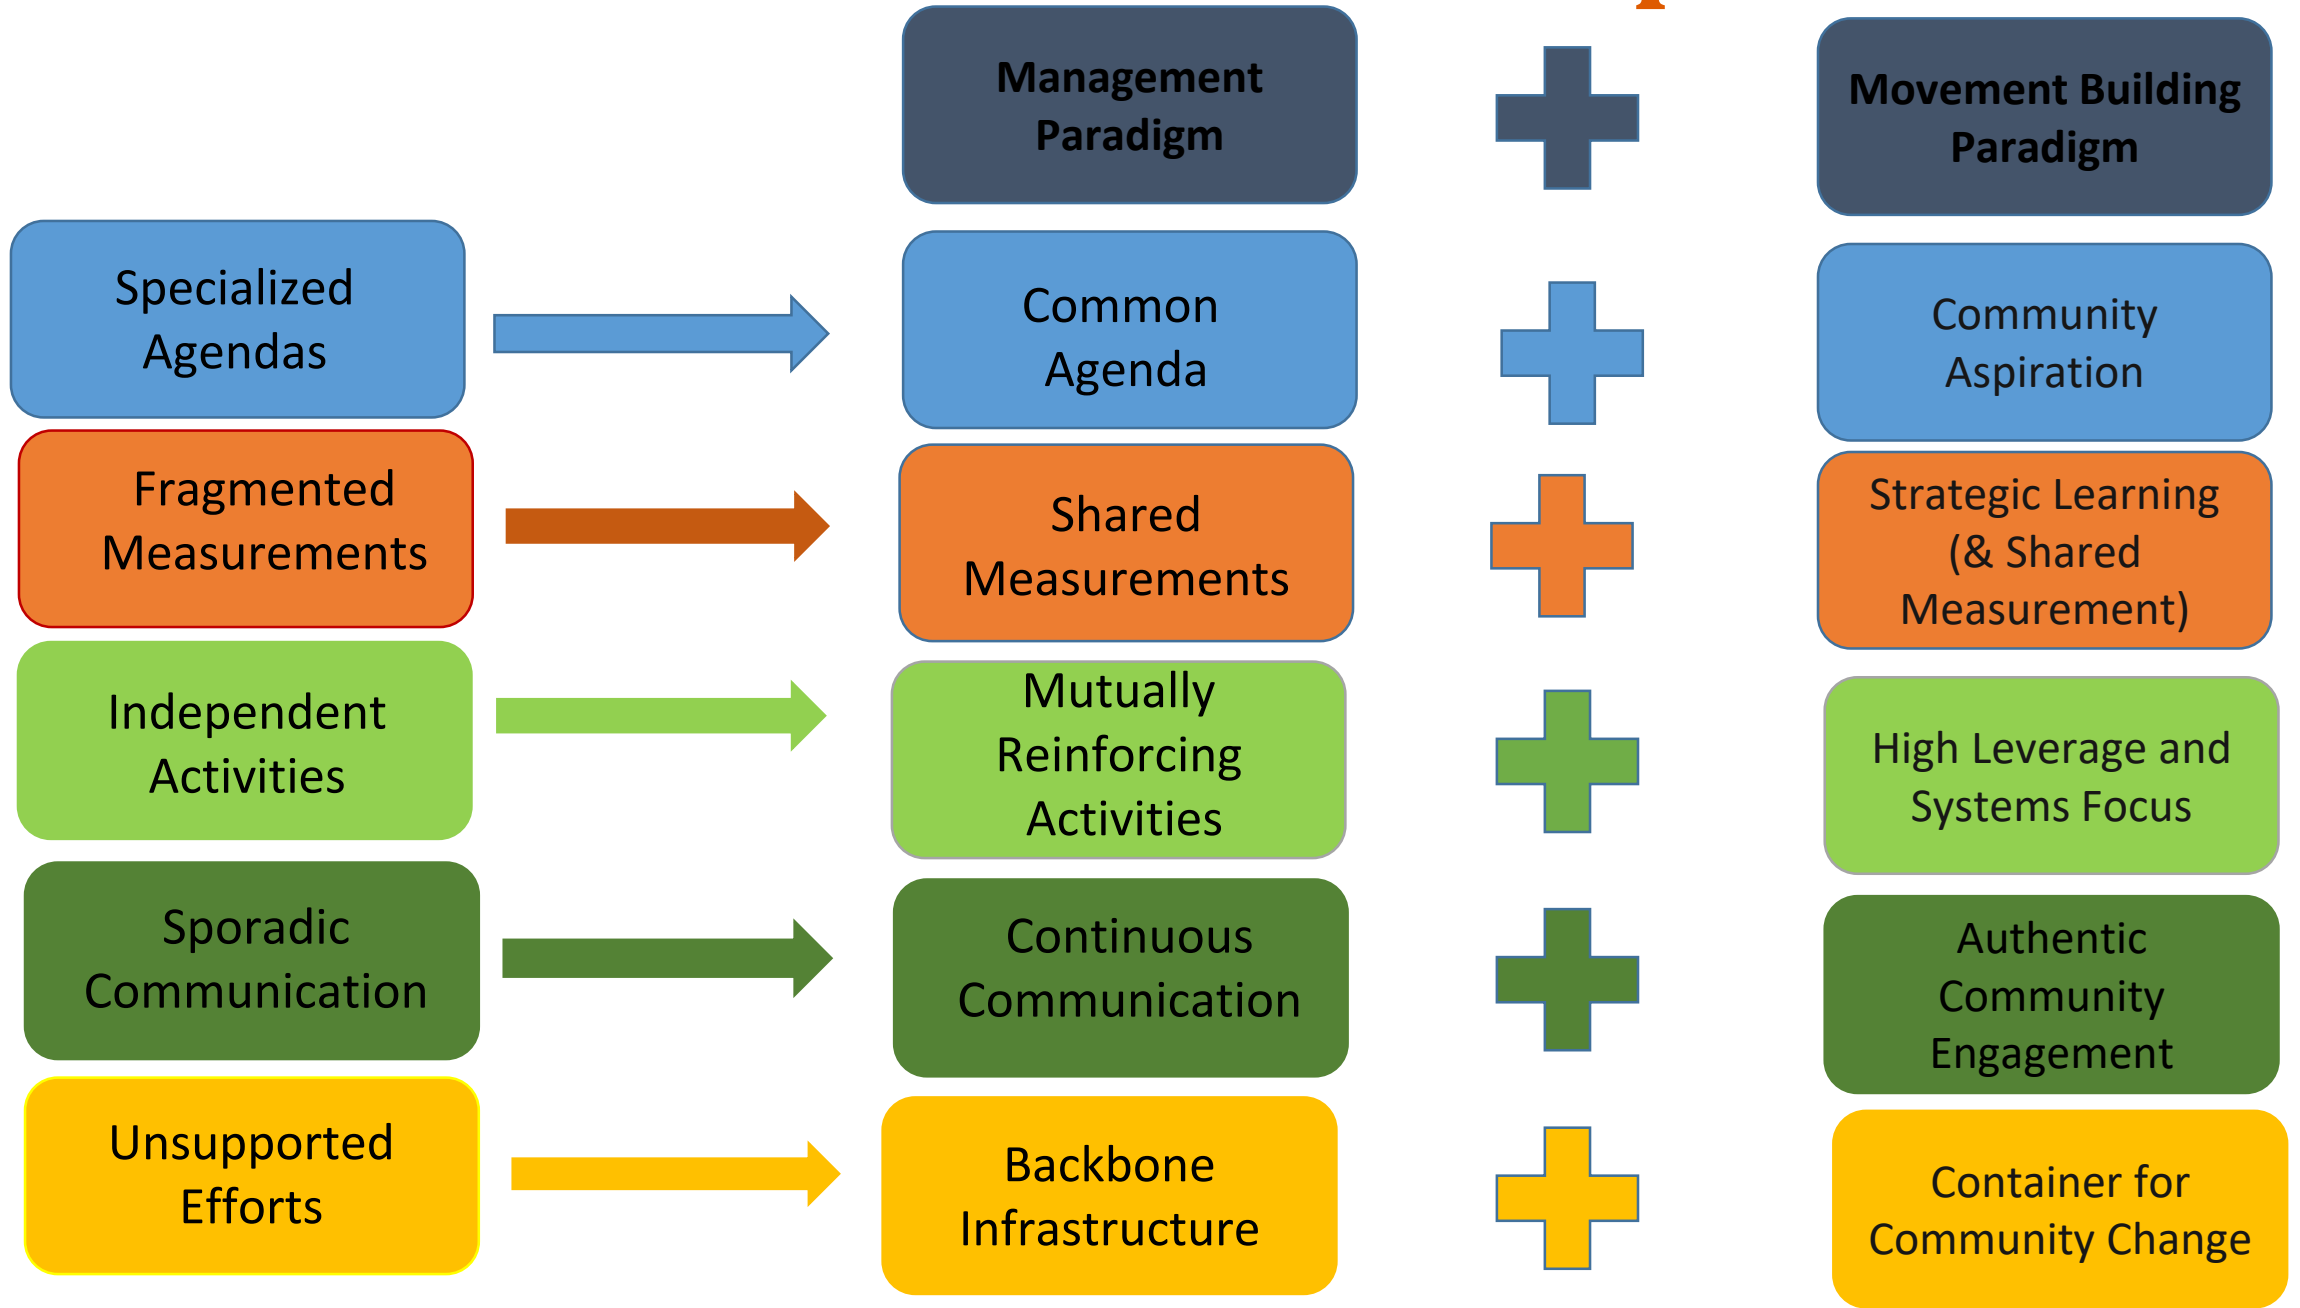 Management
Paradigm
Movement Building
Paradigm
Specialized
Agendas
Common
Agenda
Community
Aspiration
Fragmented
Measurements
Shared
Measurements
Strategic Learning
(& Shared
Measurement)
Independent
Activities
Mutually
Reinforcing
Activities
High Leverage and
Systems Focus
Sporadic
Communication
Continuous
Communication
Authentic
Community
Engagement
Unsupported
Efforts
Backbone
Infrastructure
Container for
Community Change